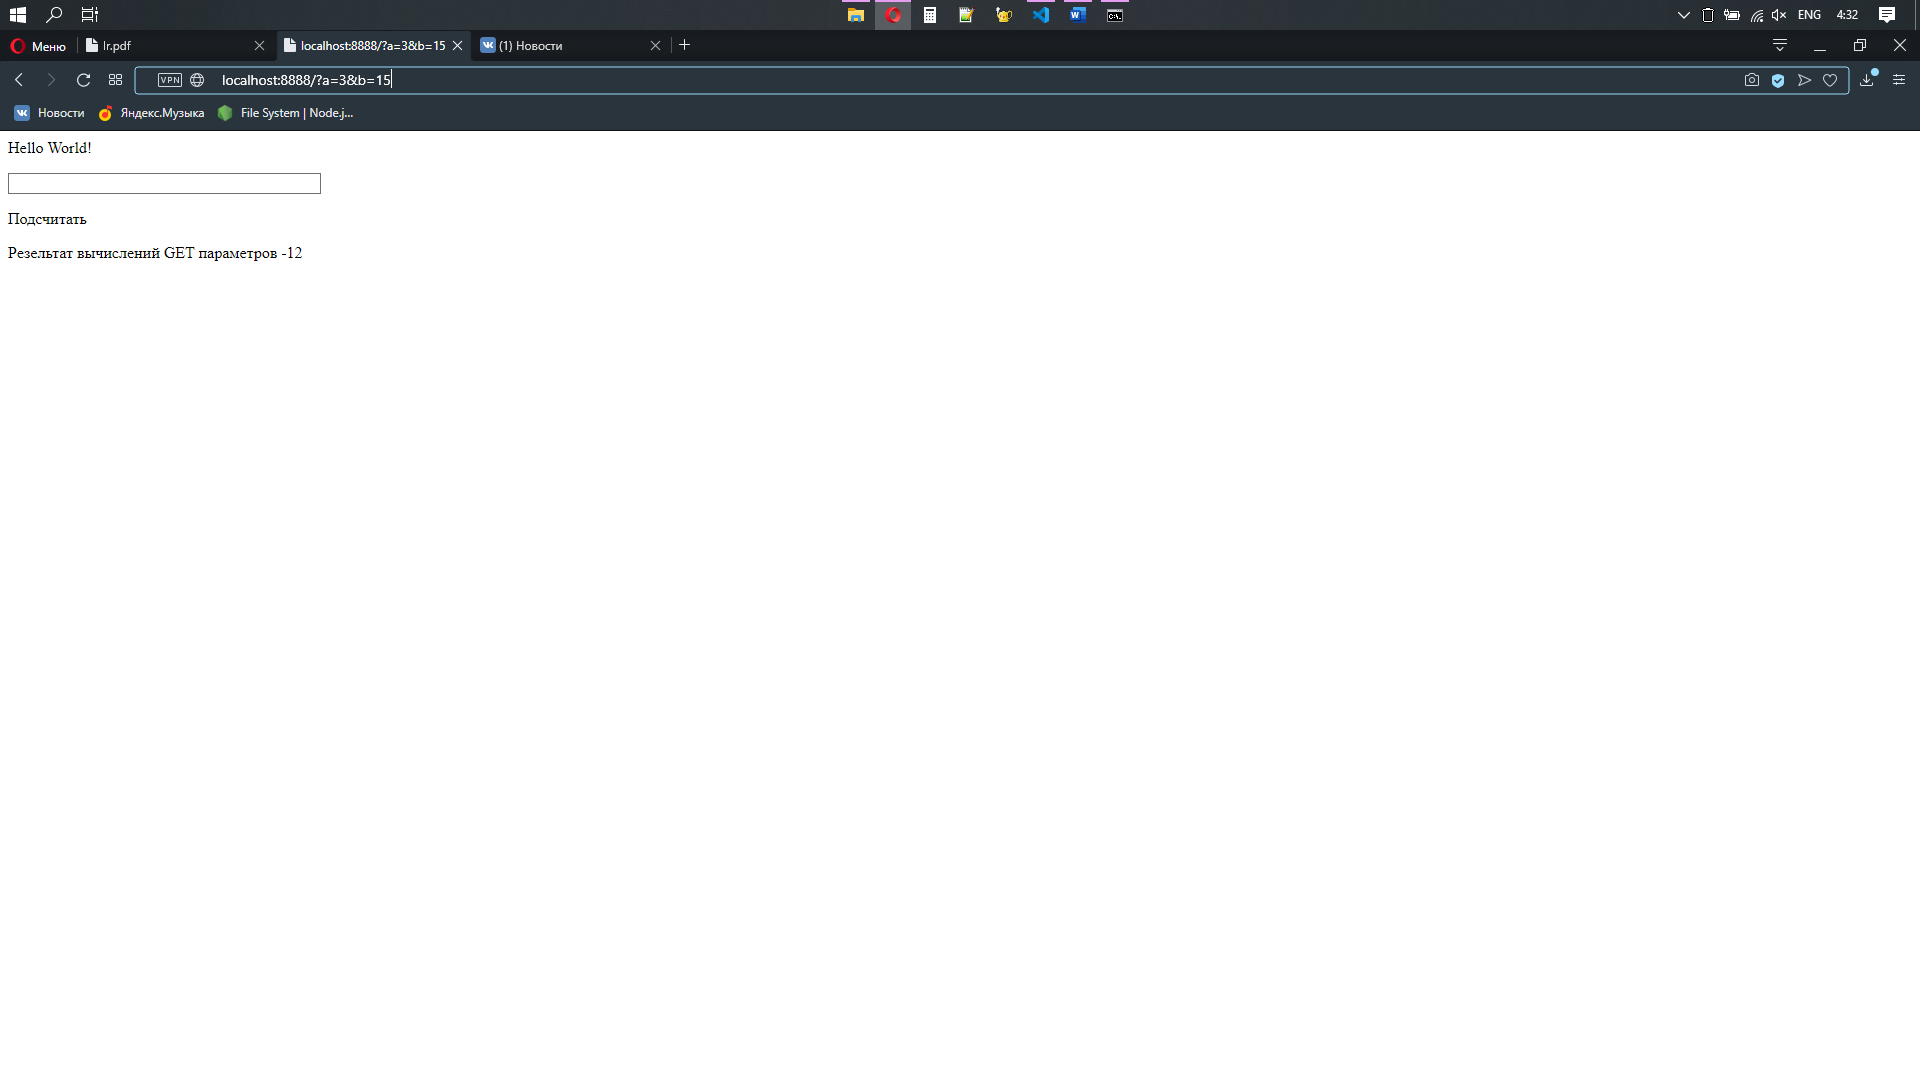 ENG 4:32
Меню lr.pdf localhost:8888/?a=3&b=15 (1) Новости
VPN localhost:8888/?a=3&b=15
Новости Яндекс.Музыка File System | Node.j...
Hello World!
Подсчитать
Резельтат вычислений GET параметров -12